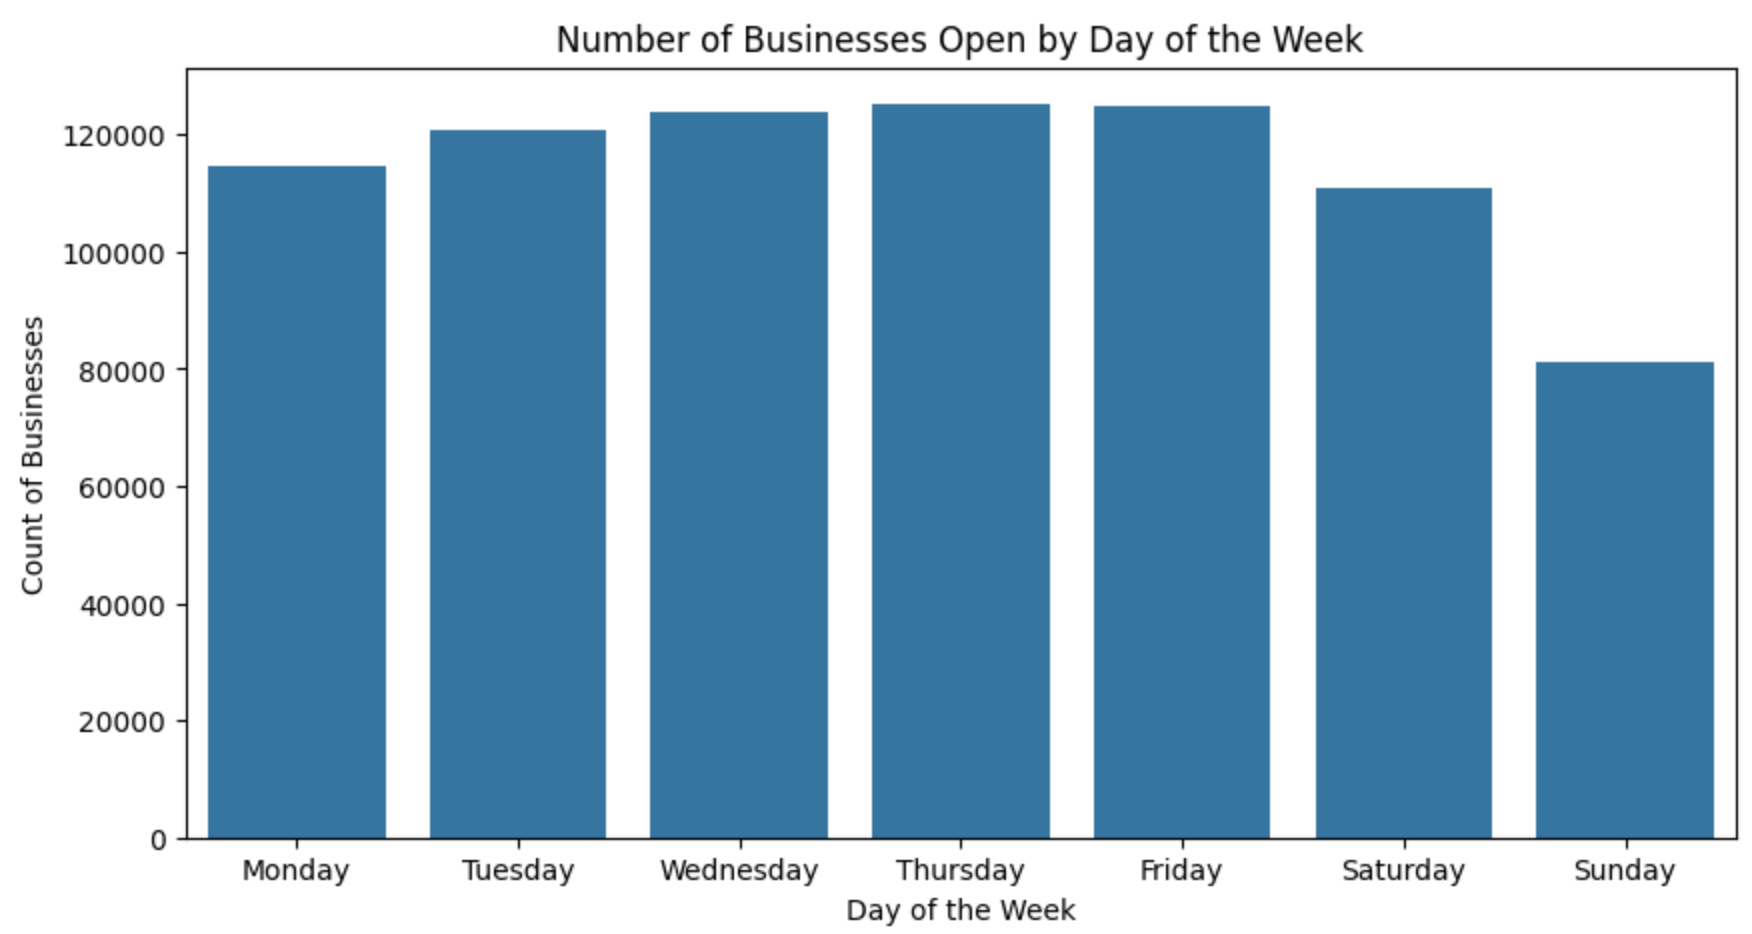 Number of Businesses Open by Day of the Week
Count of Businesses
120000
100000
80000
60000
40000
20000
0
Monday Tuesday Wednesday Thursday Friday Saturday Sunday
Day of the Week